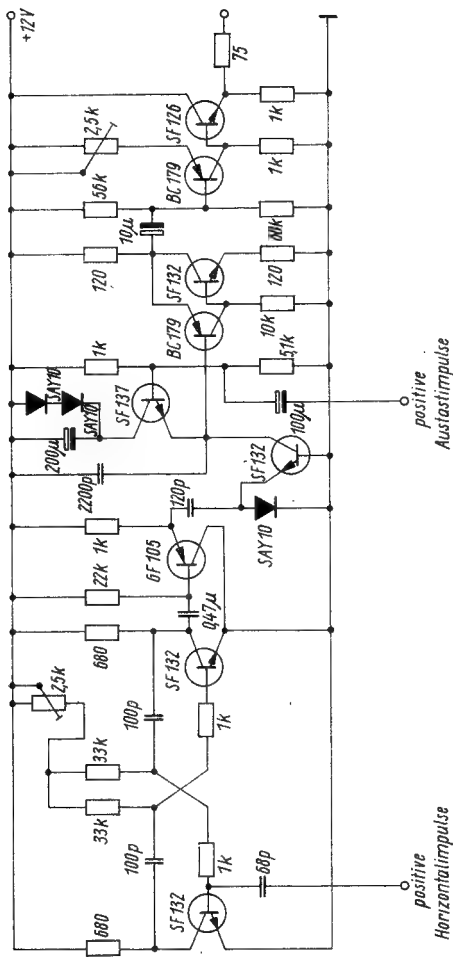 +12V
680
33k
33k
2,5k
680
22k
1k
2200p
200µ
SAY10
SAY10
1k
120
10µ
56k
2,5k
100p
100p
0,47µ
GF105
120p
SF137
BC179
SF132
BC179
SF126
75
SF132
1k
1k
SF132
68p
SAY10
SF132
100µ
5,1k
10k
120
1k
1k
positive
Horizontalimpulse
positive
Austastimpulse